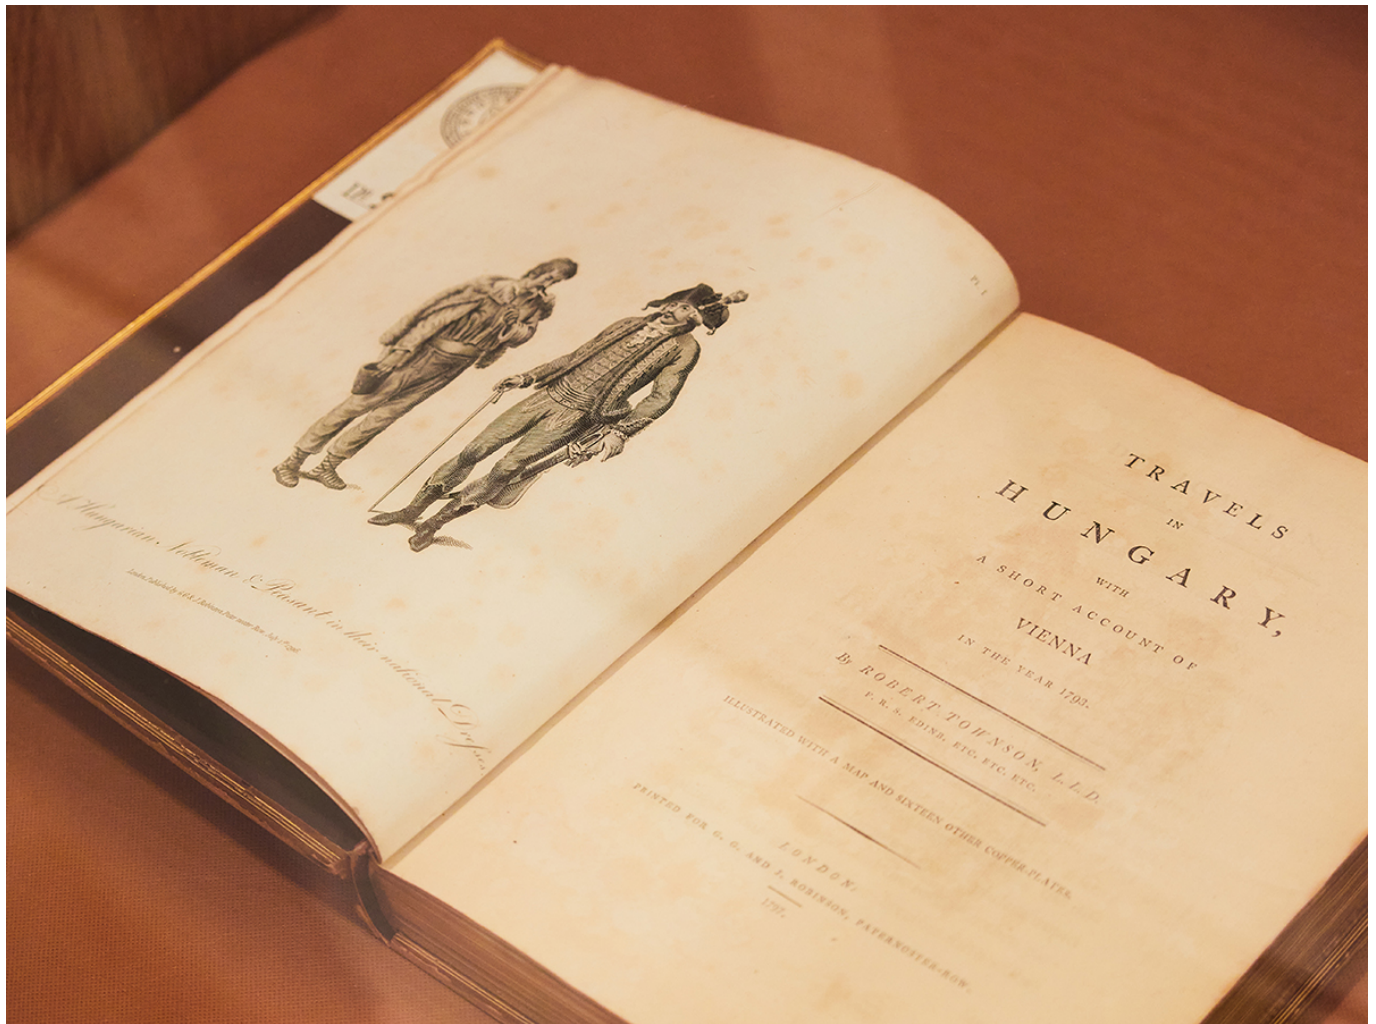 Pl. 1
A Hungarian Nobleman & Peasant in their national Dresses.
TRAVELS
IN
HUNGARY,
WITH
A SHORT ACCOUNT OF
VIENNA
IN THE YEAR 1793.
By ROBERT TOWNSON, L.L.D.
F. R. S. EDINB. ETC. ETC. ETC.
ILLUSTRATED WITH A MAP AND SIXTEEN OTHER COPPER-PLATES.
LONDON,
PRINTED FOR G. G. AND J. ROBINSON, PATERNOSTER-ROW.
1797.